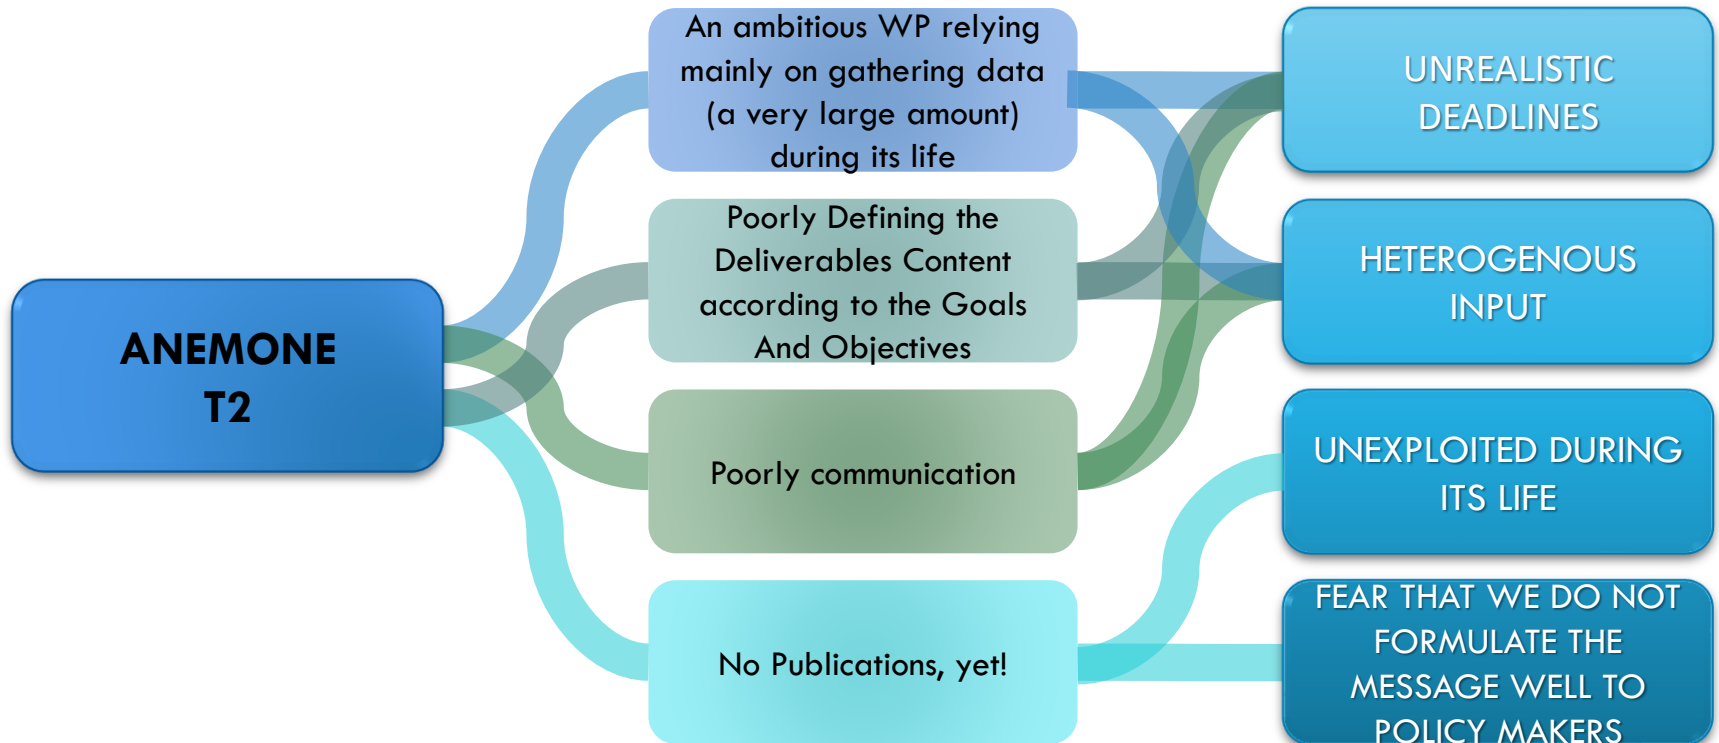 ANEMONE
T2
An ambitious WP relying
mainly on gathering data
(a very large amount)
during its life
Poorly Defining the
Deliverables Content
according to the Goals
And Objectives
Poorly communication
No Publications, yet!
UNREALISTIC
DEADLINES
HETEROGENOUS
INPUT
UNEXPLOITED DURING
ITS LIFE
FEAR THAT WE DO NOT
FORMULATE THE
MESSAGE WELL TO
POLICY MAKERS